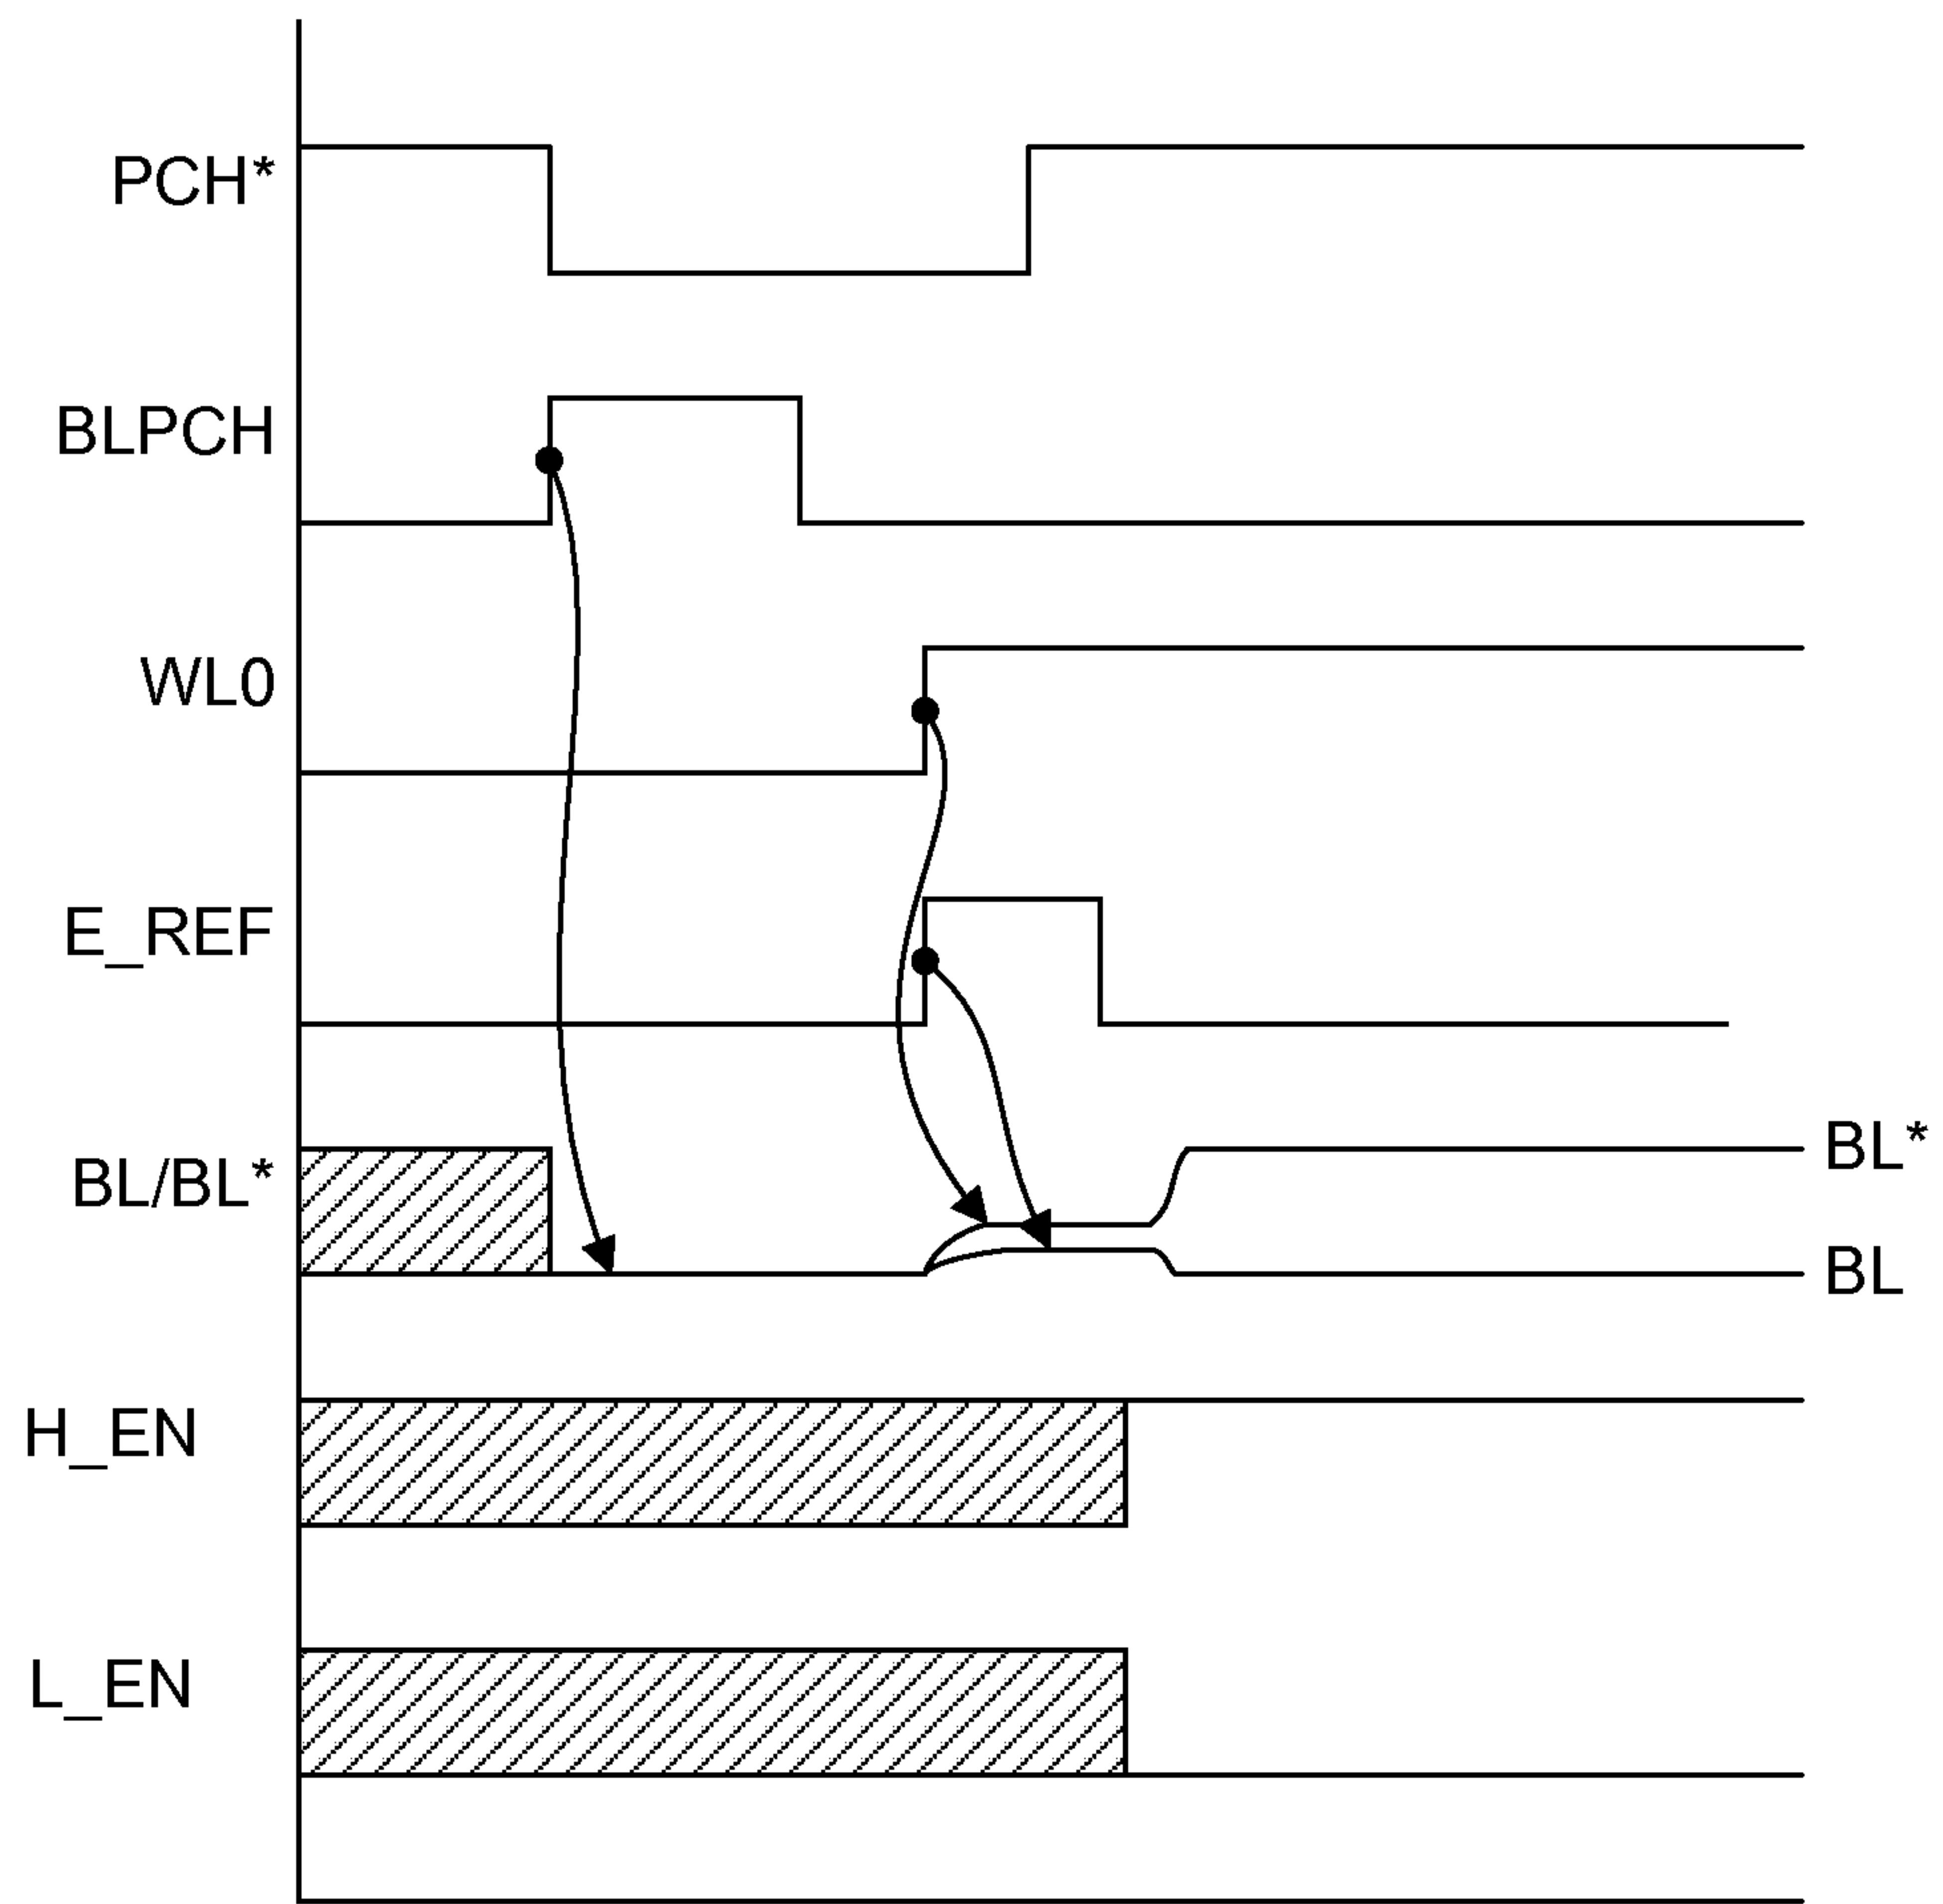 PCH*
BLPCH
WL0
E_REF
BL/BL*
BL*
BL
H_EN
L_EN